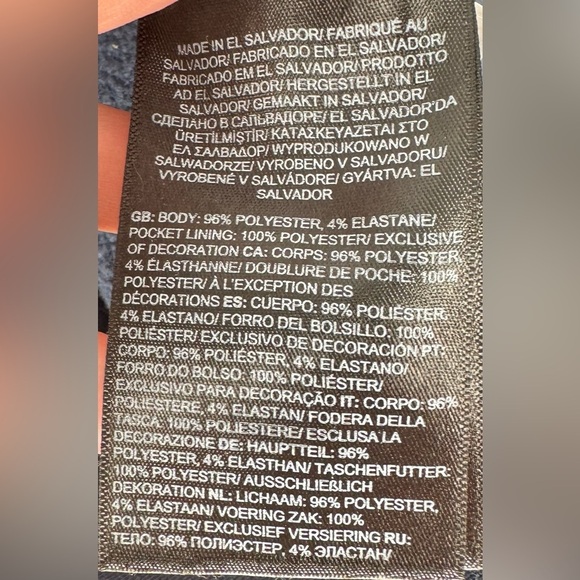 MADE IN EL SALVADOR/ FABRIQUÉ AU
SALVADOR/ FABRICADO EN EL SALVADOR/
FABRICADO EM EL SALVADOR/ PRODOTTO
AD EL SALVADOR/ HERGESTELLT IN EL
SALVADOR/ GEMAAKT IN EL SALVADOR/
СДЕЛАНО В САЛЬВАДОРЕ/ EL SALVADOR'DA
ÜRETİLMİŞTİR/ ΚΑΤΑΣΚΕΥΑΖΕΤΑΙ ΣΤΟ
ΕΛ ΣΑΛΒΑΔΟΡ/ WYPRODUKOWANO W
SALWADORZE/ VYROBENO V SALVADORU/
VYROBENÉ V SALVÁDORE/ GYÁRTVA: EL
SALVADOR
GB: BODY: 96% POLYESTER, 4% ELASTANE/
POCKET LINING: 100% POLYESTER/ EXCLUSIVE
OF DECORATION CA: CORPS: 96% POLYESTER,
4% ÉLASTHANNE/ DOUBLURE DE POCHE: 100%
POLYESTER/ À L'EXCEPTION DES
DÉCORATIONS ES: CUERPO: 96% POLIÉSTER,
4% ELASTANO/ FORRO DEL BOLSILLO: 100%
POLIÉSTER/ EXCLUSIVO DE DECORACIÓN PT:
CORPO: 96% POLIÉSTER, 4% ELASTANO/
FORRO DO BOLSO: 100% POLIÉSTER/
EXCLUSIVO PARA DECORAÇÃO IT: CORPO: 96%
POLIESTERE, 4% ELASTAN/ FODERA DELLA
TASCA: 100% POLIESTERE/ ESCLUSA LA
DECORAZIONE DE: HAUPTTEIL: 96%
POLYESTER, 4% ELASTHAN/ TASCHENFUTTER:
100% POLYESTER/ AUSSCHLIEßLICH
DEKORATION NL: LICHAAM: 96% POLYESTER,
4% ELASTAAN/ VOERING ZAK: 100%
POLYESTER/ EXCLUSIEF VERSIERING RU:
ТЕЛО: 96% ПОЛИЭСТЕР, 4% ЭЛАСТАН/